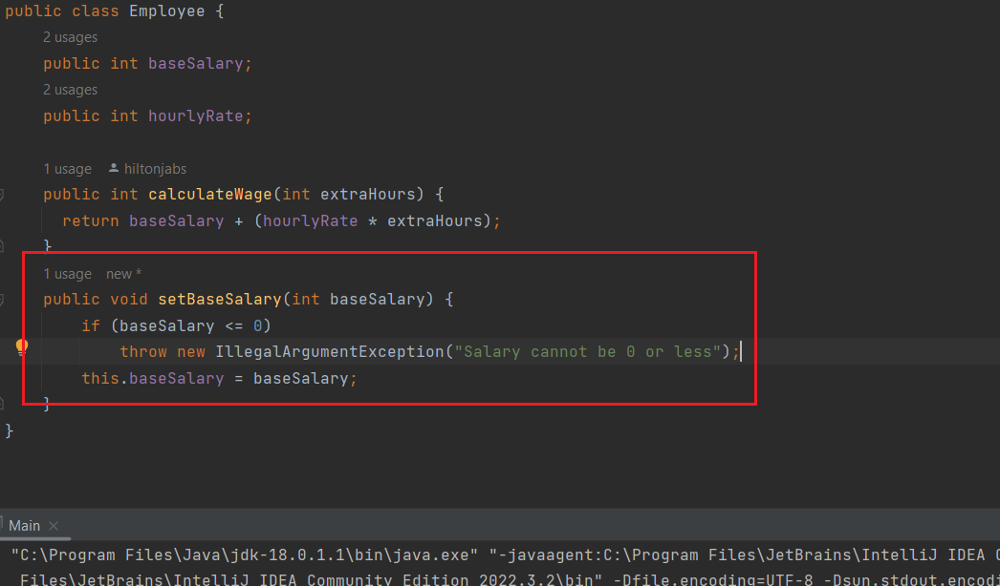 public class Employee {
2 usages
public int baseSalary;
2 usages
public int hourlyRate;
1 usage hiltonjabs
public int calculateWage(int extraHours) {
return baseSalary + (hourlyRate * extraHours);
}
1 usage new *
public void setBaseSalary(int baseSalary) {
if (baseSalary <= 0)
throw new IllegalArgumentException("Salary cannot be 0 or less");
this.baseSalary = baseSalary;
}
}
Main
"C:\Program Files\Java\jdk-18.0.1.1\bin\java.exe" "-javaagent:C:\Program Files\JetBrains\IntelliJ IDEA C
Files\JetBrains\IntelliJ IDEA Community Edition 2022.3.2\bin" -Dfile.encoding=UTF-8 -Dsun.stdout.encodi